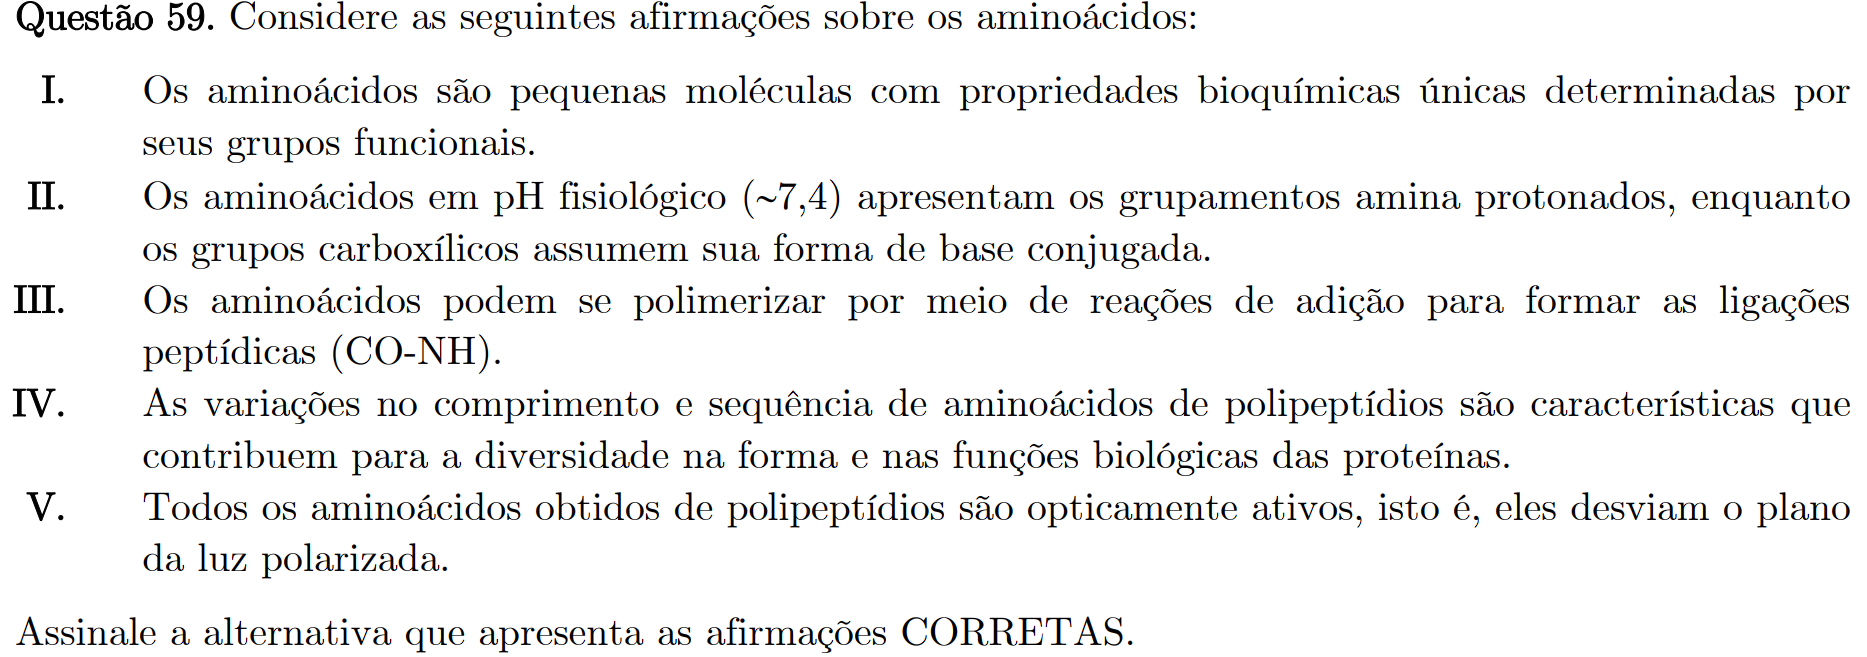 Questão 59. Considere as seguintes afirmações sobre os aminoácidos:
I. Os aminoácidos são pequenas moléculas com propriedades bioquímicas únicas determinadas por
seus grupos funcionais.
II. Os aminoácidos em pH fisiológico (~7,4) apresentam os grupamentos amina protonados, enquanto
os grupos carboxílicos assumem sua forma de base conjugada.
III. Os aminoácidos podem se polimerizar por meio de reações de adição para formar as ligações
peptídicas (CO-NH).
IV. As variações no comprimento e sequência de aminoácidos de polipeptídios são características que
contribuem para a diversidade na forma e nas funções biológicas das proteínas.
V. Todos os aminoácidos obtidos de polipeptídios são opticamente ativos, isto é, eles desviam o plano
da luz polarizada.
Assinale a alternativa que apresenta as afirmações CORRETAS.